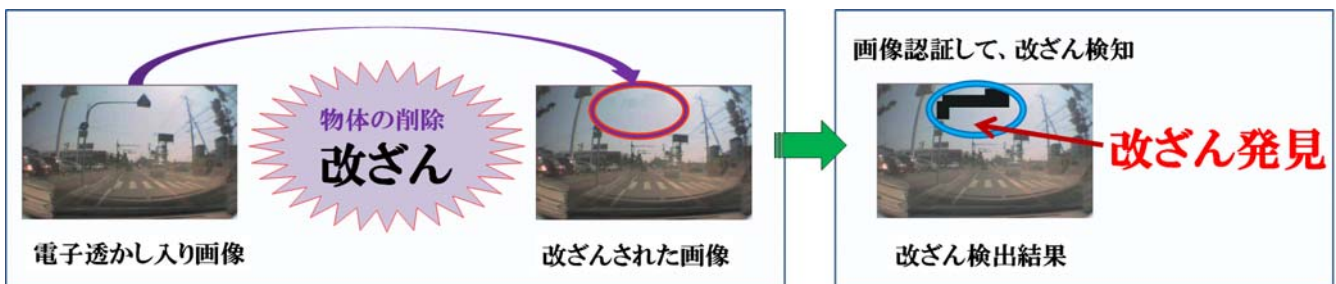 物体の削除
改ざん
電子透かし入り画像
改ざんされた画像
画像認証して、改ざん検知
改ざん発見
改ざん検出結果